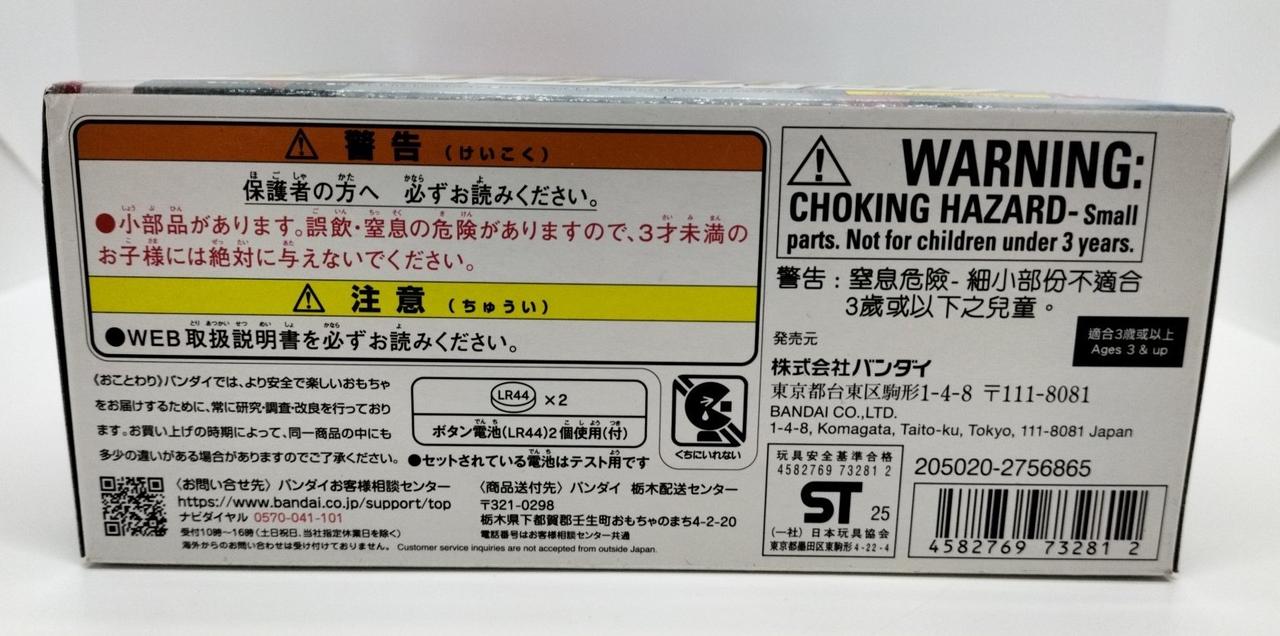 ⚠ 警告 (けいこく)
保護者の方へ 必ずお読みください。
●小部品があります。誤飲・窒息の危険がありますので、3才未満の
お子様には絶対に与えないでください。
⚠ 注意 (ちゅうい)
●WEB取扱説明書を必ずお読みください。
《おことわり》バンダイでは、より安全で楽しいおもちゃ
をお届けするために、常に研究・調査・改良を行っており
ます。お買い上げの時期によって、同一商品の中にも
多少の違いがある場合がありますのでご了承ください。
LR44 ×2
ボタン電池(LR44)2個使用(付)
●セットされている電池はテスト用です
くちにいれない
〈お問い合せ先〉バンダイお客様相談センター
https://www.bandai.co.jp/support/top
ナビダイヤル 0570-041-101
受付10時~16時(土日祝日、当社指定休業日を除く)
海外からのお問い合わせは受け付けておりません。 Customer service inquiries are not accepted from outside Japan.
〈商品送付先〉バンダイ 栃木配送センター
〒321-0298
栃木県下都賀郡壬生町おもちゃのまち4-2-20
電話番号はお客様相談センター共通
WARNING:
CHOKING HAZARD- Small
parts. Not for children under 3 years.
警告：窒息危險- 細小部份不適合
3歲或以下之兒童。
適合3歲或以上
Ages 3 & up
発売元
株式会社バンダイ
東京都台東区駒形1-4-8 〒111-8081
BANDAI CO.,LTD.
1-4-8, Komagata, Taito-ku, Tokyo, 111-8081 Japan
玩具安全基準合格
4582769 73281 2
ST 25
(一社) 日本玩具協会
東京都墨田区東駒形4-22-4
205020-2756865
4582769 73281 2